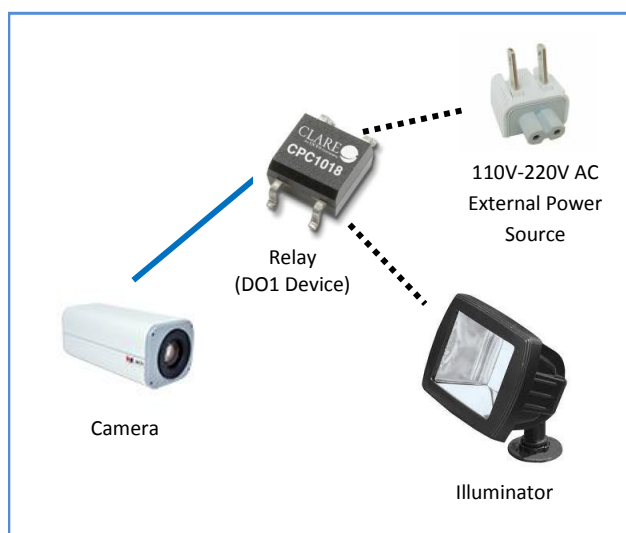 CLARE
CPC1018
110V-220V AC
External Power
Source
Relay
(DO1 Device)
Camera
Illuminator